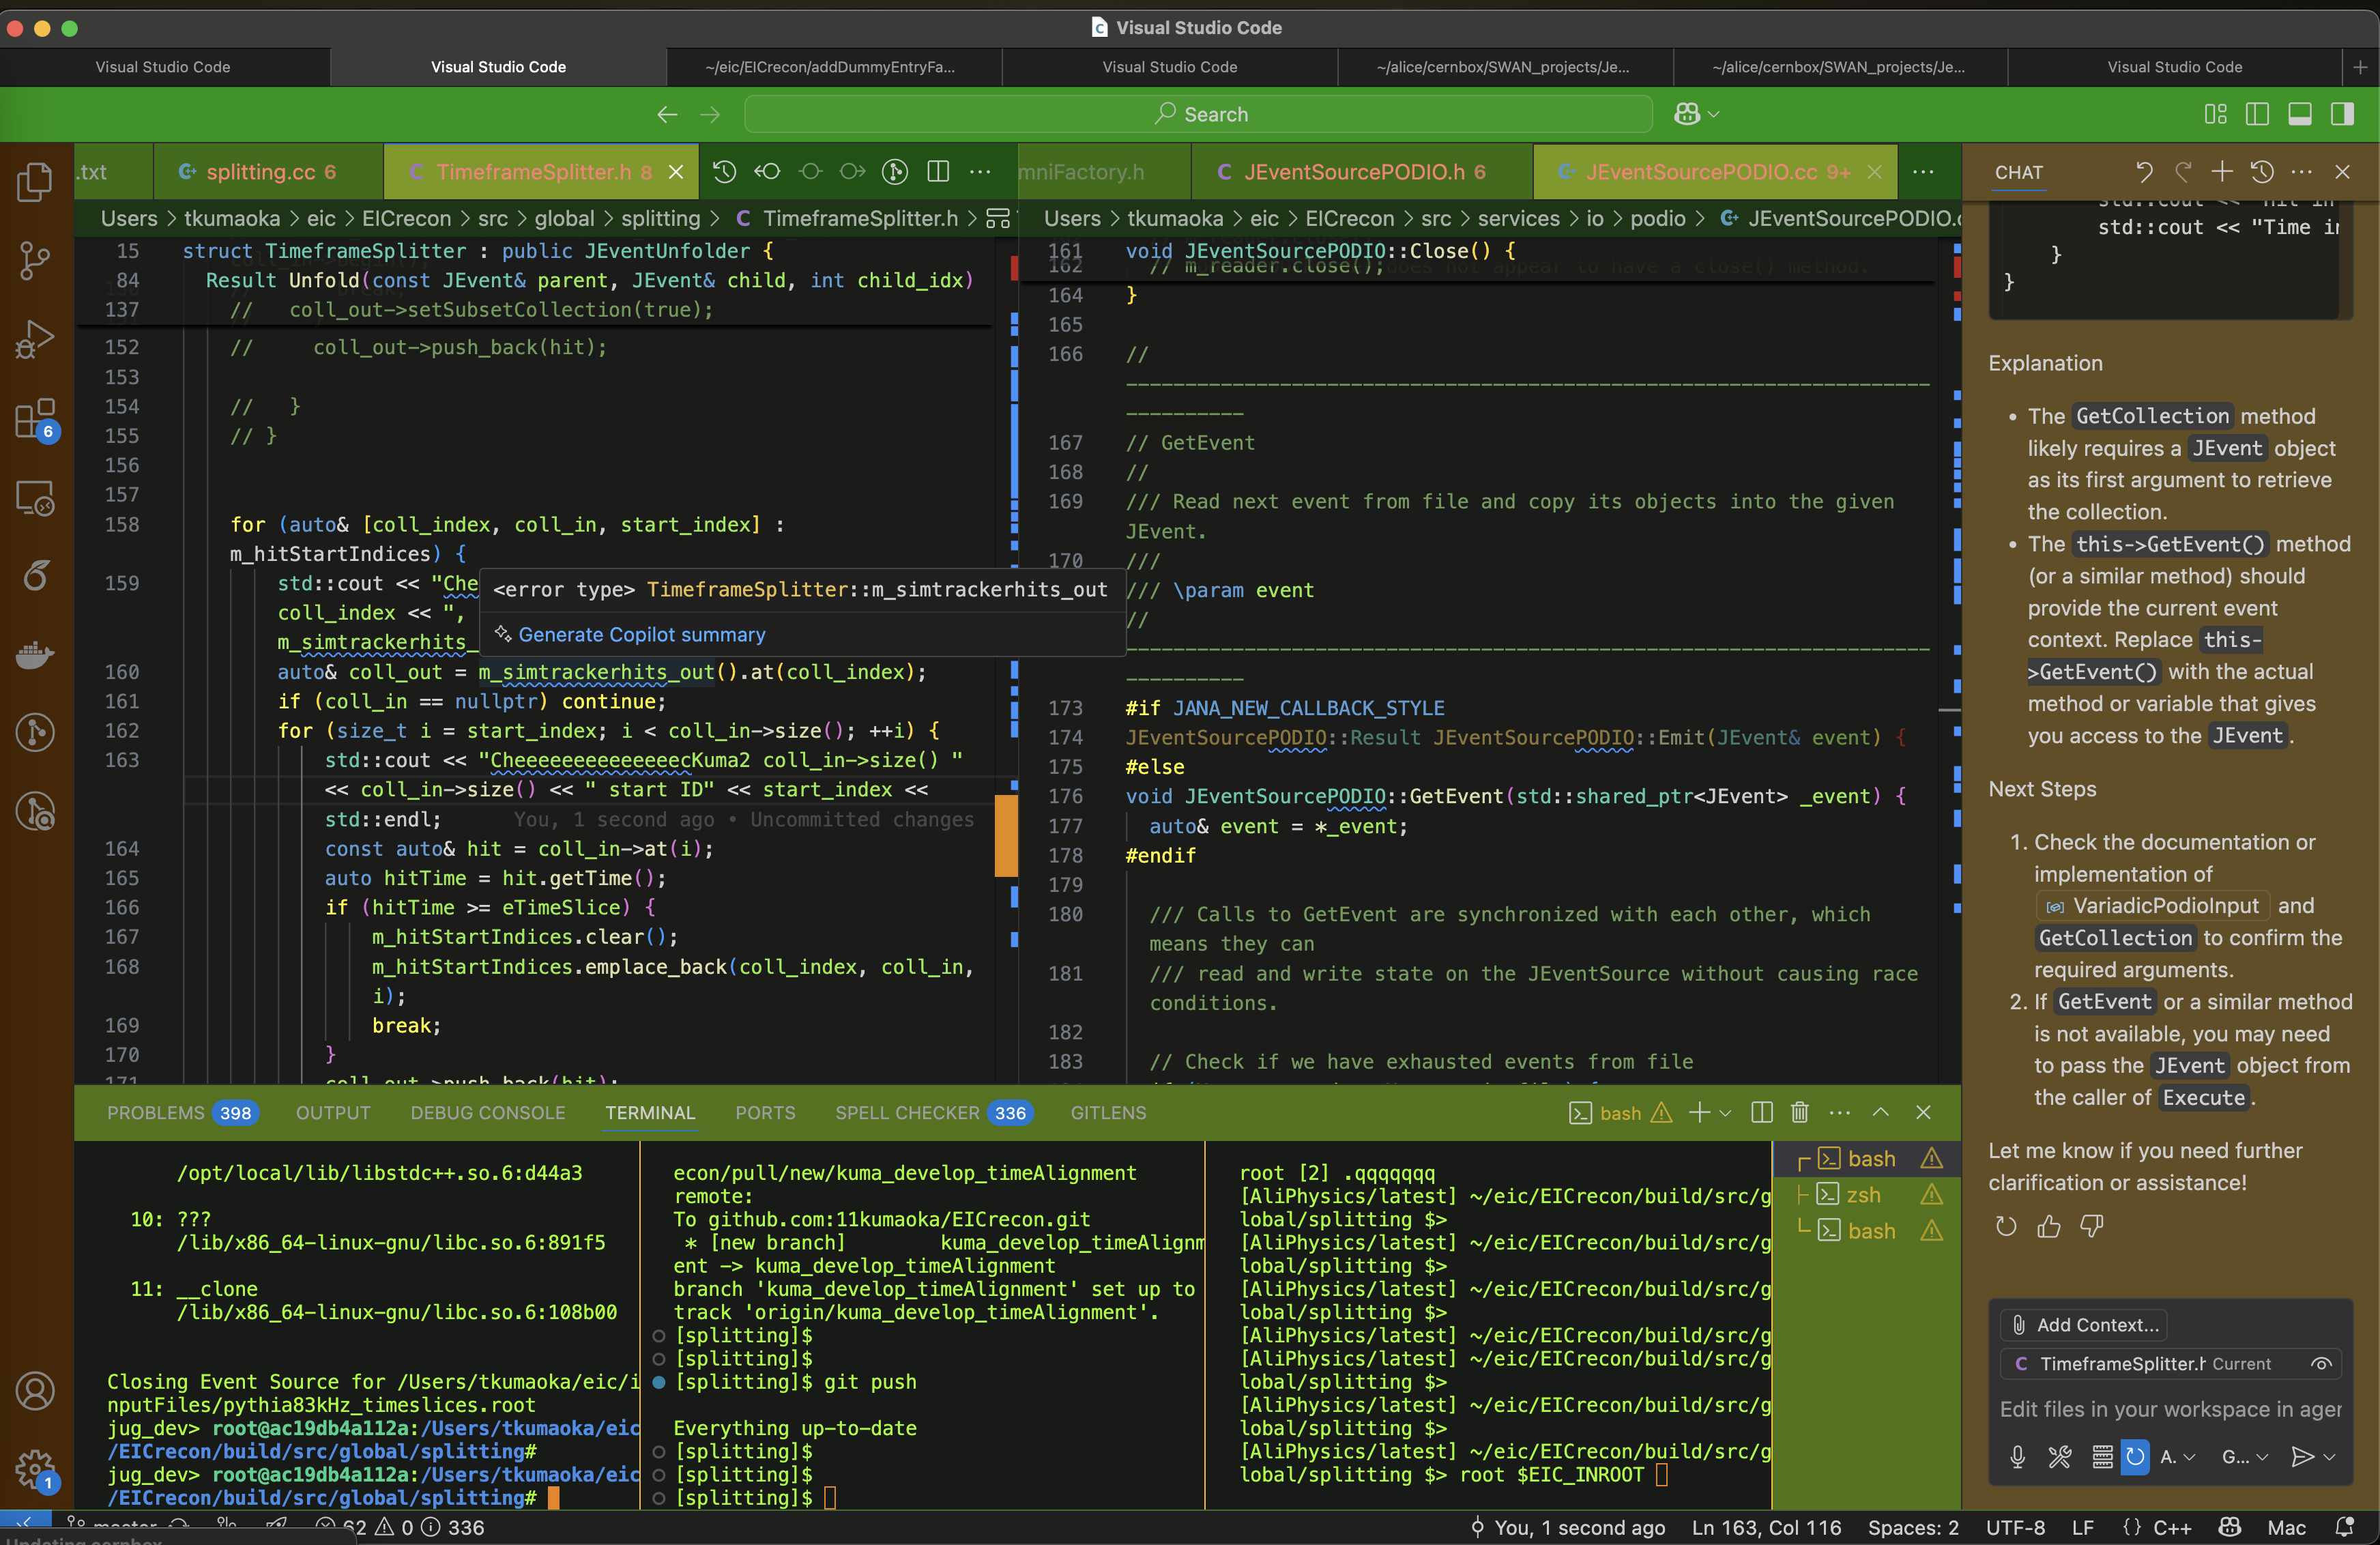 Visual Studio Code
Visual Studio Code
Visual Studio Code
~/eic/EICrecon/addDummyEntryFa...
Visual Studio Code
~/alice/cernbox/SWAN_projects/Je...
~/alice/cernbox/SWAN_projects/Je...
Visual Studio Code
Search
.txt
splitting.cc 6
TimeframeSplitter.h 8
mniFactory.h
JEventSourcePODIO.h 6
JEventSourcePODIO.cc 9+
Users > tkumaoka > eic > EICrecon > src > global > splitting > C TimeframeSplitter.h >
15 struct TimeframeSplitter : public JEventUnfolder {
84 Result Unfold(const JEvent& parent, JEvent& child, int child_idx)
137 // coll_out->setSubsetCollection(true);
152 // coll_out->push_back(hit);
153
154 // }
155 // }
156
157
158 for (auto& [coll_index, coll_in, start_index] :
m_hitStartIndices) {
159 std::cout << "Chee
coll_index << ",
m_simtrackerhits_
<error type> TimeframeSplitter::m_simtrackerhits_out
Generate Copilot summary
160 auto& coll_out = m_simtrackerhits_out().at(coll_index);
161 if (coll_in == nullptr) continue;
162 for (size_t i = start_index; i < coll_in->size(); ++i) {
163 std::cout << "CheeeeeeeeeeeeeecKuma2 coll_in->size() "
<< coll_in->size() << " start ID" << start_index <<
std::endl; You, 1 second ago • Uncommitted changes
164 const auto& hit = coll_in->at(i);
165 auto hitTime = hit.getTime();
166 if (hitTime >= eTimeSlice) {
167 m_hitStartIndices.clear();
168 m_hitStartIndices.emplace_back(coll_index, coll_in,
i);
169 break;
170 }
171 coll_out->push_back(hit);
Users > tkumaoka > eic > EICrecon > src > services > io > podio > JEventSourcePODIO.c
161 void JEventSourcePODIO::Close() {
162 // m_reader.close(); does not appear to have a close() method.
164 }
165
166 //
167 // GetEvent
168 //
169 /// Read next event from file and copy its objects into the given
JEvent.
170 ///
/// \param event
//
173 #if JANA_NEW_CALLBACK_STYLE
174 JEventSourcePODIO::Result JEventSourcePODIO::Emit(JEvent& event) {
175 #else
176 void JEventSourcePODIO::GetEvent(std::shared_ptr<JEvent> _event) {
177 auto& event = *_event;
178 #endif
179
180 /// Calls to GetEvent are synchronized with each other, which
means they can
181 /// read and write state on the JEventSource without causing race
conditions.
182
183 // Check if we have exhausted events from file
CHAT
std::cout << "Hit in
std::cout << "Time in
}
}
Explanation
• The GetCollection method
likely requires a JEvent object
as its first argument to retrieve
the collection.
• The this->GetEvent() method
(or a similar method) should
provide the current event
context. Replace this-
>GetEvent() with the actual
method or variable that gives
you access to the JEvent.
Next Steps
1. Check the documentation or
implementation of
VariadicPodioInput and
GetCollection to confirm the
required arguments.
2. If GetEvent or a similar method
is not available, you may need
to pass the JEvent object from
the caller of Execute.
Let me know if you need further
clarification or assistance!
Add Context...
C TimeframeSplitter.h Current
Edit files in your workspace in agen
A.
G...
PROBLEMS 398
OUTPUT
DEBUG CONSOLE
TERMINAL
PORTS
SPELL CHECKER 336
GITLENS
bash
/opt/local/lib/libstdc++.so.6:d44a3
10: ???
/lib/x86_64-linux-gnu/libc.so.6:891f5
11: __clone
/lib/x86_64-linux-gnu/libc.so.6:108b00
Closing Event Source for /Users/tkumaoka/eic/i
nputFiles/pythia83kHz_timeslices.root
jug_dev> root@ac19db4a112a:/Users/tkumaoka/eic
/EICrecon/build/src/global/splitting#
jug_dev> root@ac19db4a112a:/Users/tkumaoka/eic
/EICrecon/build/src/global/splitting#
econ/pull/new/kuma_develop_timeAlignment
remote:
To github.com:11kumaoka/EICrecon.git
* [new branch] kuma_develop_timeAlignm
ent -> kuma_develop_timeAlignment
branch 'kuma_develop_timeAlignment' set up to
track 'origin/kuma_develop_timeAlignment'.
[splitting]$
[splitting]$
[splitting]$ git push
Everything up-to-date
[splitting]$
[splitting]$
[splitting]$
root [2] .qqqqqqq
[AliPhysics/latest] ~/eic/EICrecon/build/src/g
lobal/splitting $>
[AliPhysics/latest] ~/eic/EICrecon/build/src/g
lobal/splitting $>
[AliPhysics/latest] ~/eic/EICrecon/build/src/g
lobal/splitting $>
[AliPhysics/latest] ~/eic/EICrecon/build/src/g
lobal/splitting $>
[AliPhysics/latest] ~/eic/EICrecon/build/src/g
lobal/splitting $>
[AliPhysics/latest] ~/eic/EICrecon/build/src/g
lobal/splitting $>
[AliPhysics/latest] ~/eic/EICrecon/build/src/g
lobal/splitting $> root $EIC_INROOT
bash
zsh
bash
6
1
master
62 0 336
You, 1 second ago
Ln 163, Col 116
Spaces: 2
UTF-8
LF
{} C++
Mac
Updating cernbox